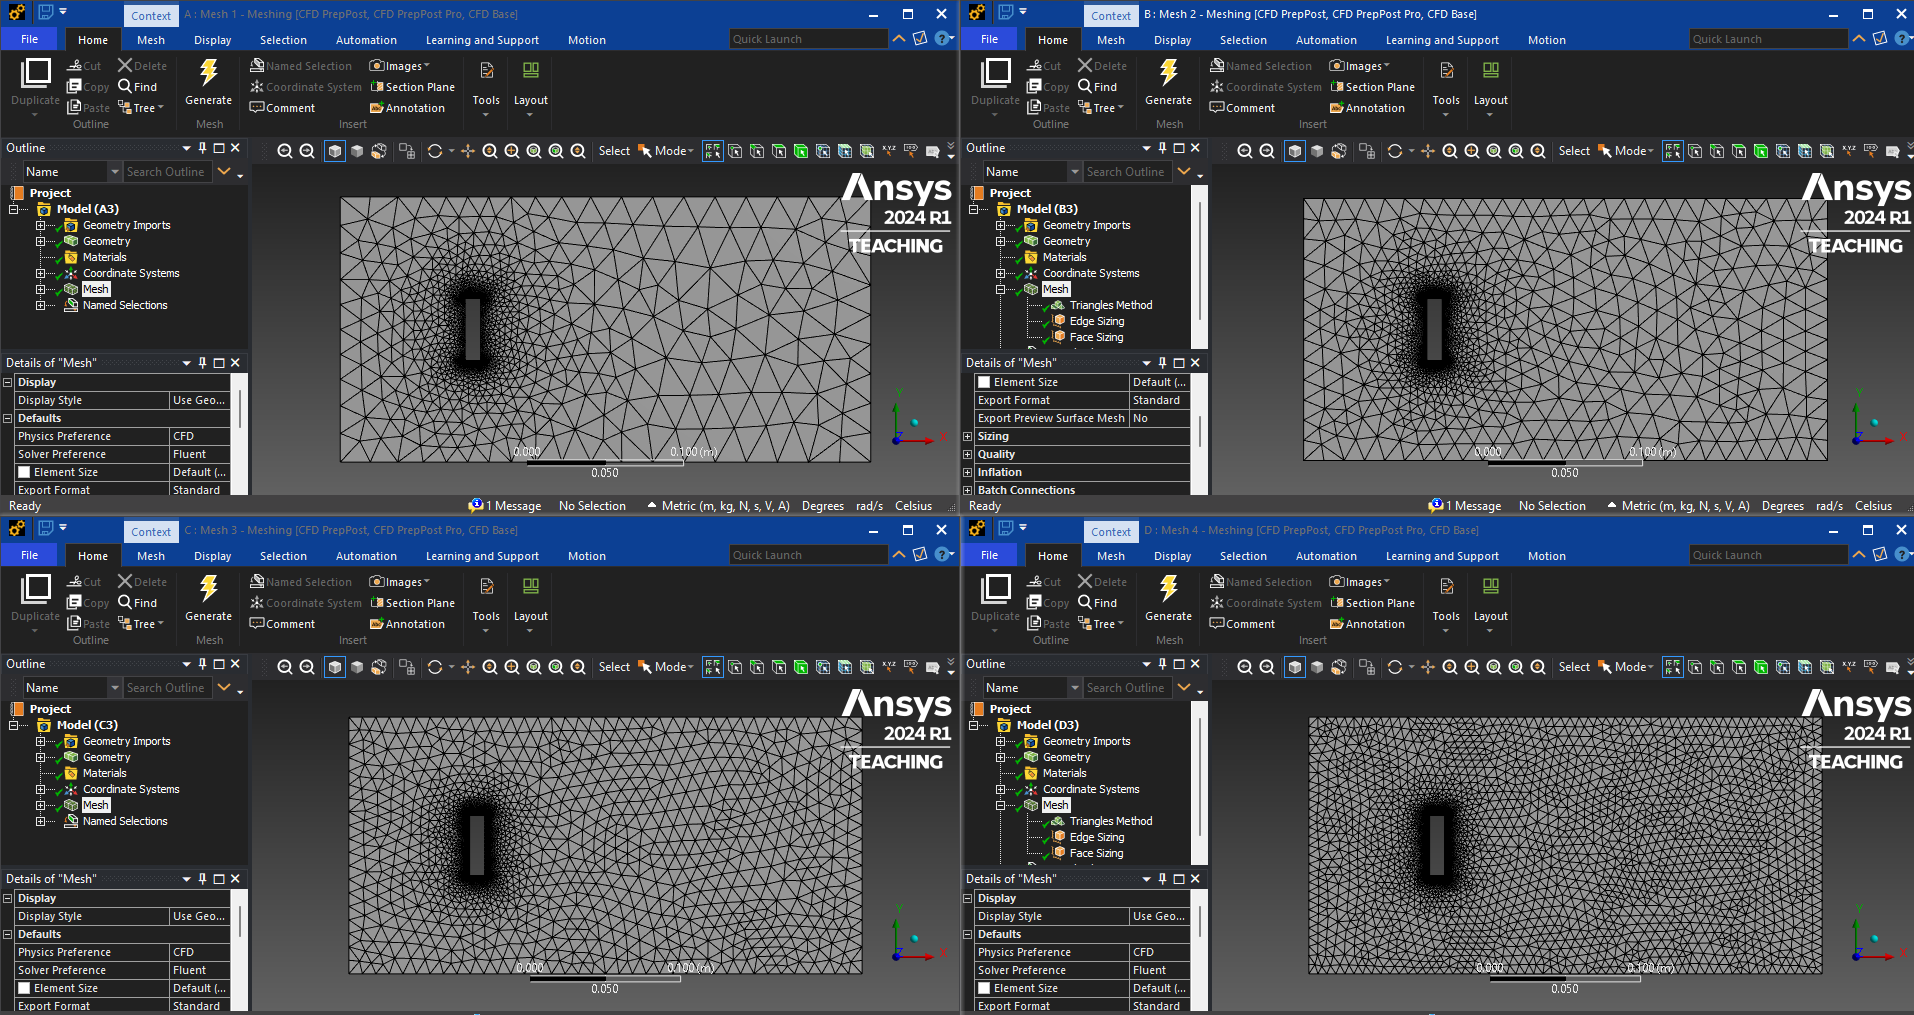 A : Mesh 1 - Meshing [CFD PrepPost, CFD PrepPost Pro, CFD Base]
Context
File Home Mesh Display Selection Automation Learning and Support Motion Quick Launch
Duplicate Cut Delete Copy Find Paste Tree Outline
Generate Mesh
Named Selection Images Coordinate System Section Plane Comment Annotation Insert
Tools Layout
Outline
Name Search Outline
Select Mode
Project
Model (A3)
Geometry Imports
Geometry
Materials
Coordinate Systems
Mesh
Named Selections
Details of "Mesh"
Display
Display Style Use Geo...
Defaults
Physics Preference CFD
Solver Preference Fluent
Element Size Default (...
Export Format Standard
Ansys
2024 R1
TEACHING
Y
X
Z
0.000 0.100 (m)
0.050
Ready 1 Message No Selection Metric (m, kg, N, s, V, A) Degrees rad/s Celsius
B : Mesh 2 - Meshing [CFD PrepPost, CFD PrepPost Pro, CFD Base]
Context
File Home Mesh Display Selection Automation Learning and Support Motion Quick Launch
Duplicate Cut Delete Copy Find Paste Tree Outline
Generate Mesh
Named Selection Images Coordinate System Section Plane Comment Annotation Insert
Tools Layout
Outline
Name Search Outline
Select Mode
Project
Model (B3)
Geometry Imports
Geometry
Materials
Coordinate Systems
Mesh
Triangles Method
Edge Sizing
Face Sizing
Details of "Mesh"
Element Size Default (...
Export Format Standard
Export Preview Surface Mesh No
Sizing
Quality
Inflation
Batch Connections
Ansys
2024 R1
TEACHING
Y
X
Z
0.000 0.100 (m)
0.050
Ready 1 Message No Selection Metric (m, kg, N, s, V, A) Degrees rad/s Celsius
C : Mesh 3 - Meshing [CFD PrepPost, CFD PrepPost Pro, CFD Base]
Context
File Home Mesh Display Selection Automation Learning and Support Motion Quick Launch
Duplicate Cut Delete Copy Find Paste Tree Outline
Generate Mesh
Named Selection Images Coordinate System Section Plane Comment Annotation Insert
Tools Layout
Outline
Name Search Outline
Select Mode
Project
Model (C3)
Geometry Imports
Geometry
Materials
Coordinate Systems
Mesh
Named Selections
Details of "Mesh"
Display
Display Style Use Geo...
Defaults
Physics Preference CFD
Solver Preference Fluent
Element Size Default (...
Export Format Standard
Ansys
2024 R1
TEACHING
Y
X
Z
0.000 0.100 (m)
0.050
D : Mesh 4 - Meshing [CFD PrepPost, CFD PrepPost Pro, CFD Base]
Context
File Home Mesh Display Selection Automation Learning and Support Motion Quick Launch
Duplicate Cut Delete Copy Find Paste Tree Outline
Generate Mesh
Named Selection Images Coordinate System Section Plane Comment Annotation Insert
Tools Layout
Outline
Name Search Outline
Select Mode
Project
Model (D3)
Geometry Imports
Geometry
Materials
Coordinate Systems
Mesh
Triangles Method
Edge Sizing
Face Sizing
Details of "Mesh"
Display
Display Style Use Geo...
Defaults
Physics Preference CFD
Solver Preference Fluent
Element Size Default (...
Export Format Standard
Ansys
2024 R1
TEACHING
Y
X
Z
0.000 0.100 (m)
0.050